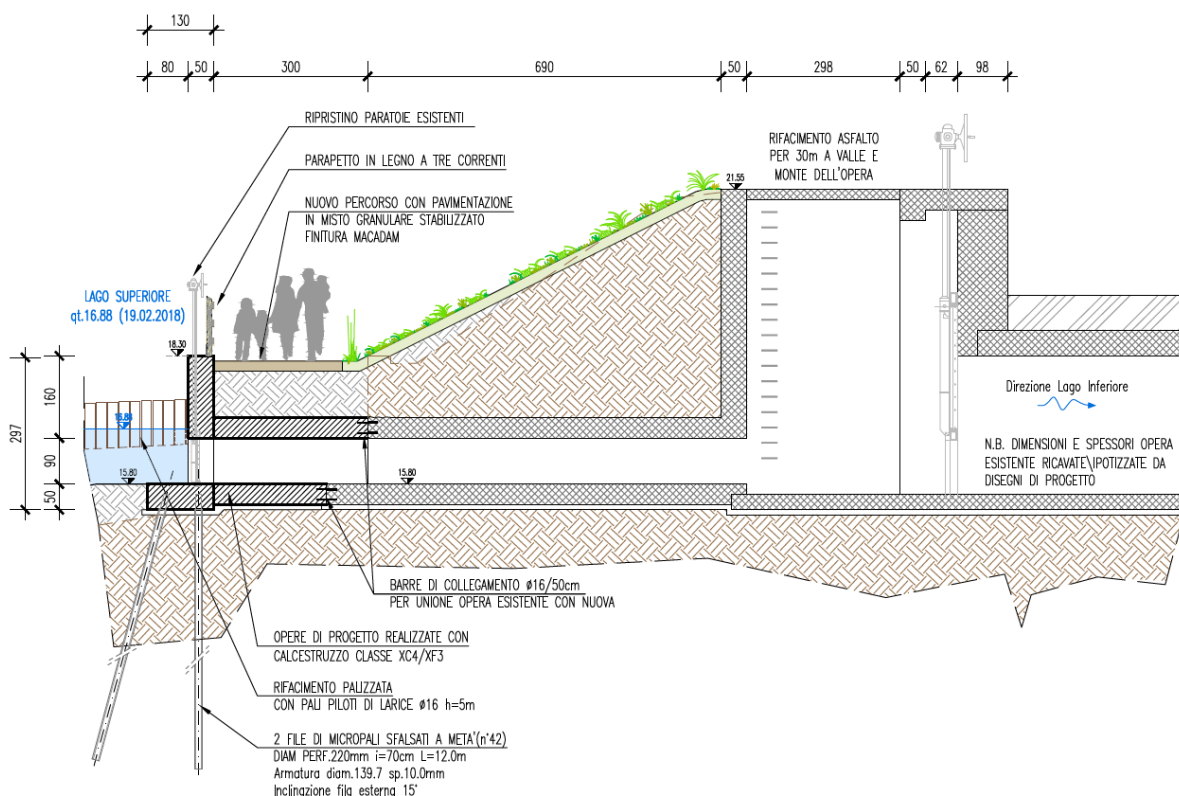 130
80
50
300
690
50
298
50
62
98
RIPRISTINO PARATOIE ESISTENTI
PARAPETTO IN LEGNO A TRE CORRENTI
NUOVO PERCORSO CON PAVIMENTAZIONE
IN MISTO GRANULARE STABILIZZATO
FINITURA MACADAM
RIFACIMENTO ASFALTO
PER 30m A VALLE E
MONTE DELL'OPERA
21.55
LAGO SUPERIORE
qt.16.88 (19.02.2018)
18.30
160
297
90
50
16.88
15.80
15.80
Direzione Lago Inferiore
N.B. DIMENSIONI E SPESSORI OPERA
ESISTENTE RICAVATE\IPOTIZZATE DA
DISEGNI DI PROGETTO
BARRE DI COLLEGAMENTO ø16/50cm
PER UNIONE OPERA ESISTENTE CON NUOVA
OPERE DI PROGETTO REALIZZATE CON
CALCESTRUZZO CLASSE XC4/XF3
RIFACIMENTO PALIZZATA
CON PALI PILOTI DI LARICE ø16 h=5m
2 FILE DI MICROPALI SFALSATI A META'(n°42)
DIAM PERF.220mm i=70cm L=12.0m
Armatura diam.139.7 sp.10.0mm
Inclinazione fila esterna 15°